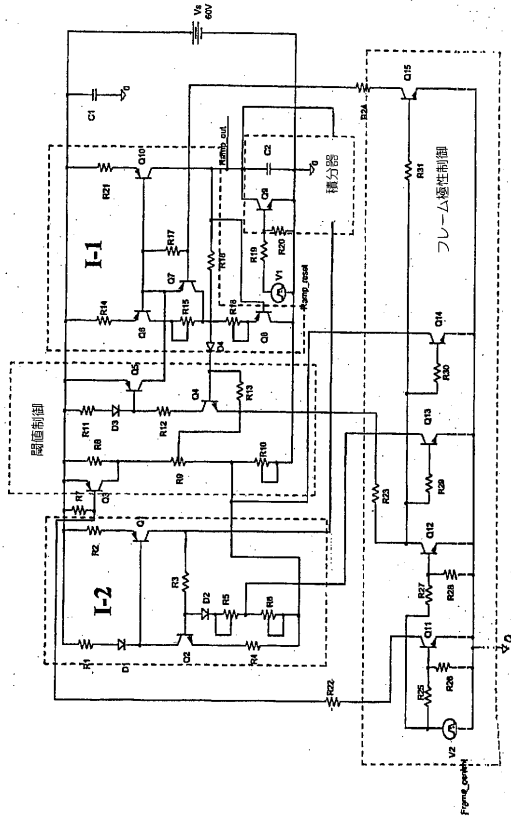 Vs
60V
C1
0
閾値制御
I-1
I-2
R21
Q10
R14
Q6
R17
Q7
R15
Q5
R16
Q8
D4
R18
Ramp_out
C2
Q9
積分器
R19
R20
V1
Ramp_reset
0
R11
D3
R12
Q4
R13
R8
R9
R10
Q3
R7
R2
R1
D1
Q2
R3
D2
R5
R6
R4
R22
R23
R24
フレーム極性制御
Q15
R31
Q14
R30
Q13
R29
Q12
R27
R28
Q11
R25
R26
V2
0